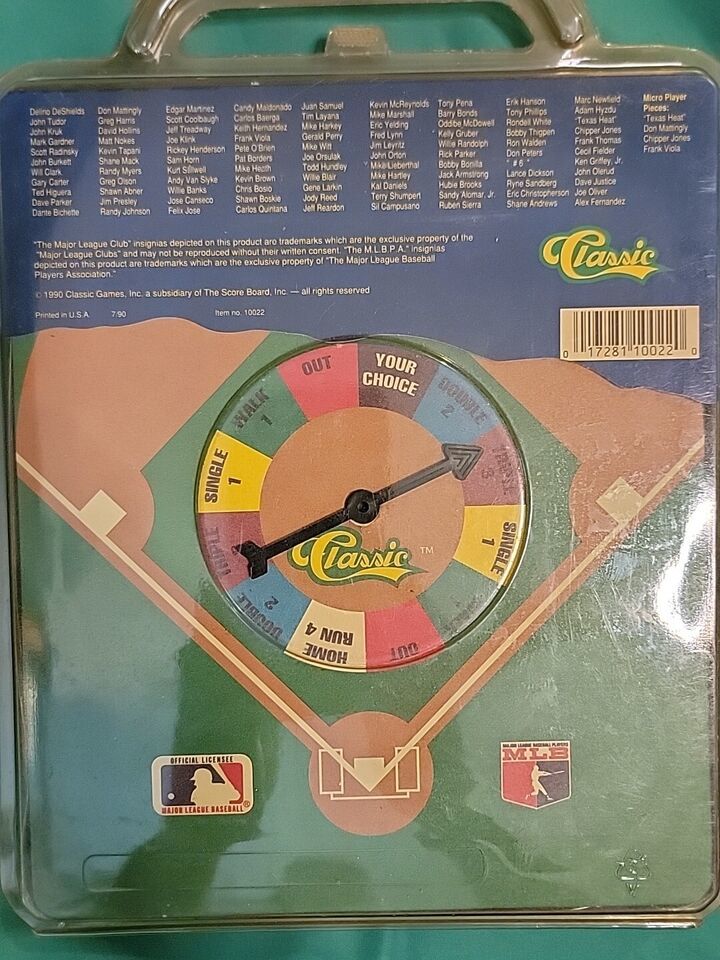 Delino DeShields
John Tudor
John Kruk
Mark Gardner
Scott Radinsky
John Burkett
Will Clark
Gary Carter
Ted Higuera
Dave Parker
Dante Bichette
Don Mattingly
Greg Harris
David Hollins
Matt Nokes
Kevin Tapani
Shane Mack
Randy Myers
Greg Olson
Shawn Abner
Jim Presley
Randy Johnson
Edgar Martinez
Scott Coolbaugh
Jeff Treadway
Joe Klink
Rickey Henderson
Sam Horn
Kurt Stillwell
Andy Van Slyke
Willie Banks
Jose Canseco
Felix Jose
Candy Maldonado
Carlos Baerga
Keith Hernandez
Frank Viola
Pete O'Brien
Pat Borders
Mike Heath
Kevin Brown
Chris Bosio
Shawn Boskie
Carlos Quintana
Juan Samuel
Tim Layana
Mike Harkey
Gerald Perry
Mike Witt
Joe Orsulak
Todd Hundley
Willie Blair
Gene Larkin
Jody Reed
Jeff Reardon
Kevin McReynolds
Mike Marshall
Eric Yelding
Fred Lynn
Jim Leyritz
John Orton
Mike Lieberthal
Mike Hartley
Kal Daniels
Terry Shumpert
Sil Campusano
Tony Pena
Barry Bonds
Oddibe McDowell
Kelly Gruber
Willie Randolph
Rick Parker
Bobby Bonilla
Jack Armstrong
Hubie Brooks
Sandy Alomar, Jr.
Ruben Sierra
Erik Hanson
Tony Phillips
Rondell White
Bobby Thigpen
Ron Walden
Don Peters
" # 6 "
Lance Dickson
Ryne Sandberg
Eric Christopherson
Shane Andrews
Marc Newfield
Adam Hyzdu
"Texas Heat"
Chipper Jones
Frank Thomas
Cecil Fielder
Ken Griffey, Jr.
John Olerud
Dave Justice
Joe Oliver
Alex Fernandez
Micro Player
Pieces:
"Texas Heat"
Don Mattingly
Chipper Jones
Frank Viola
"The Major League Club" insignias depicted on this product are trademarks which are the exclusive property of the
"Major League Clubs" and may not be reproduced without their written consent. "The M.L.B.P.A." insignias
depicted on this product are trademarks which are the exclusive property of "The Major League Baseball
Players Association."
© 1990 Classic Games, Inc. a subsidiary of The Score Board, Inc. — all rights reserved
Printed in U.S.A. 7/90 Item no. 10022
Classic
0 17281 10022 0
YOUR
CHOICE
DOUBLE
2
TRIPLE
3
SINGLE
1
OUT
HOME
RUN 4
DOUBLE
2
TRIPLE
SINGLE
1
WALK
1
OUT
Classic™
OFFICIAL LICENSEE
MAJOR LEAGUE BASEBALL®
MAJOR LEAGUE BASEBALL PLAYERS
MLB